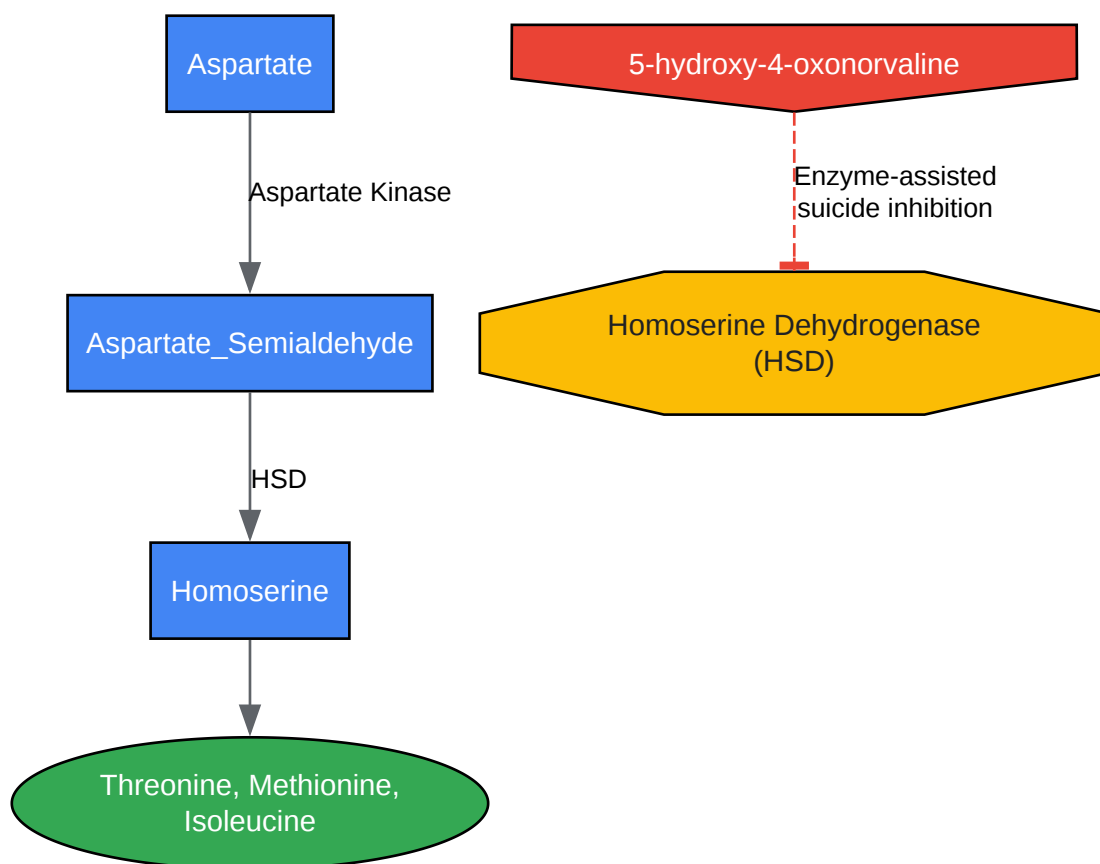 Aspartate
Aspartate Kinase
Aspartate_Semialdehyde
HSD
Homoserine
Threonine, Methionine,
Isoleucine
5-hydroxy-4-oxonorvaline
Enzyme-assisted
suicide inhibition
Homoserine Dehydrogenase
(HSD)